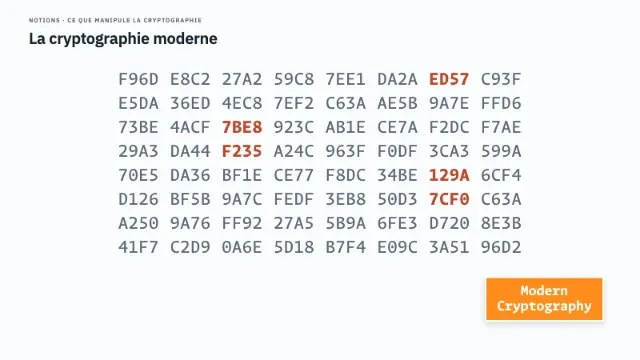 NOTIONS · CE QUE MANIPULE LA CRYPTOGRAPHIE
La cryptographie moderne
F96D E8C2 27A2 59C8 7EE1 DA2A ED57 C93F
E5DA 36ED 4EC8 7EF2 C63A AE5B 9A7E FFD6
73BE 4ACF 7BE8 923C AB1E CE7A F2DC F7AE
29A3 DA44 F235 A24C 963F F0DF 3CA3 599A
70E5 DA36 BF1E CE77 F8DC 34BE 129A 6CF4
D126 BF5B 9A7C FEDF 3EB8 50D3 7CF0 C63A
A250 9A76 FF92 27A5 5B9A 6FE3 D720 8E3B
41F7 C2D9 0A6E 5D18 B7F4 E09C 3A51 96D2
Modern
Cryptography